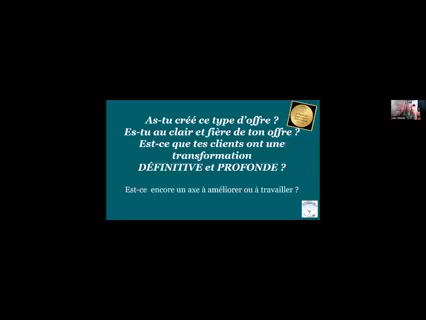 As-tu créé ce type d'offre ?
Es-tu au clair et fière de ton offre ?
Est-ce que tes clients ont une
transformation
DÉFINITIVE et PROFONDE ?
Est-ce encore un axe à améliorer ou à travailler ?